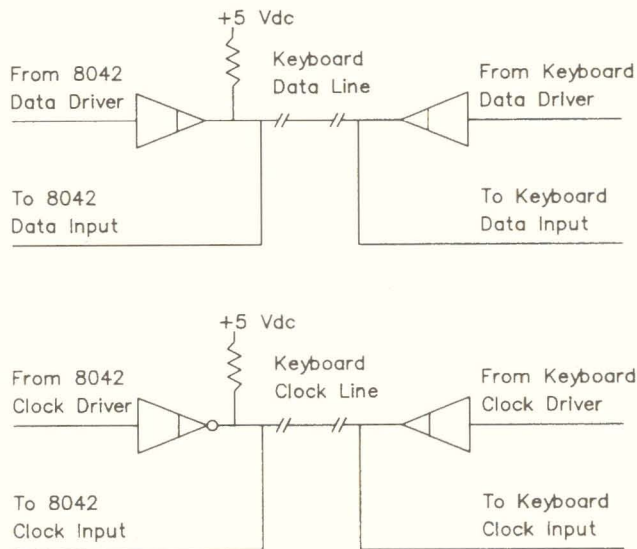 +5 Vdc
From 8042
Data Driver
Keyboard
Data Line
From Keyboard
Data Driver
To 8042
Data Input
To Keyboard
Data Input
+5 Vdc
From 8042
Clock Driver
Keyboard
Clock Line
From Keyboard
Clock Driver
To 8042
Clock Input
To Keyboard
Clock Input